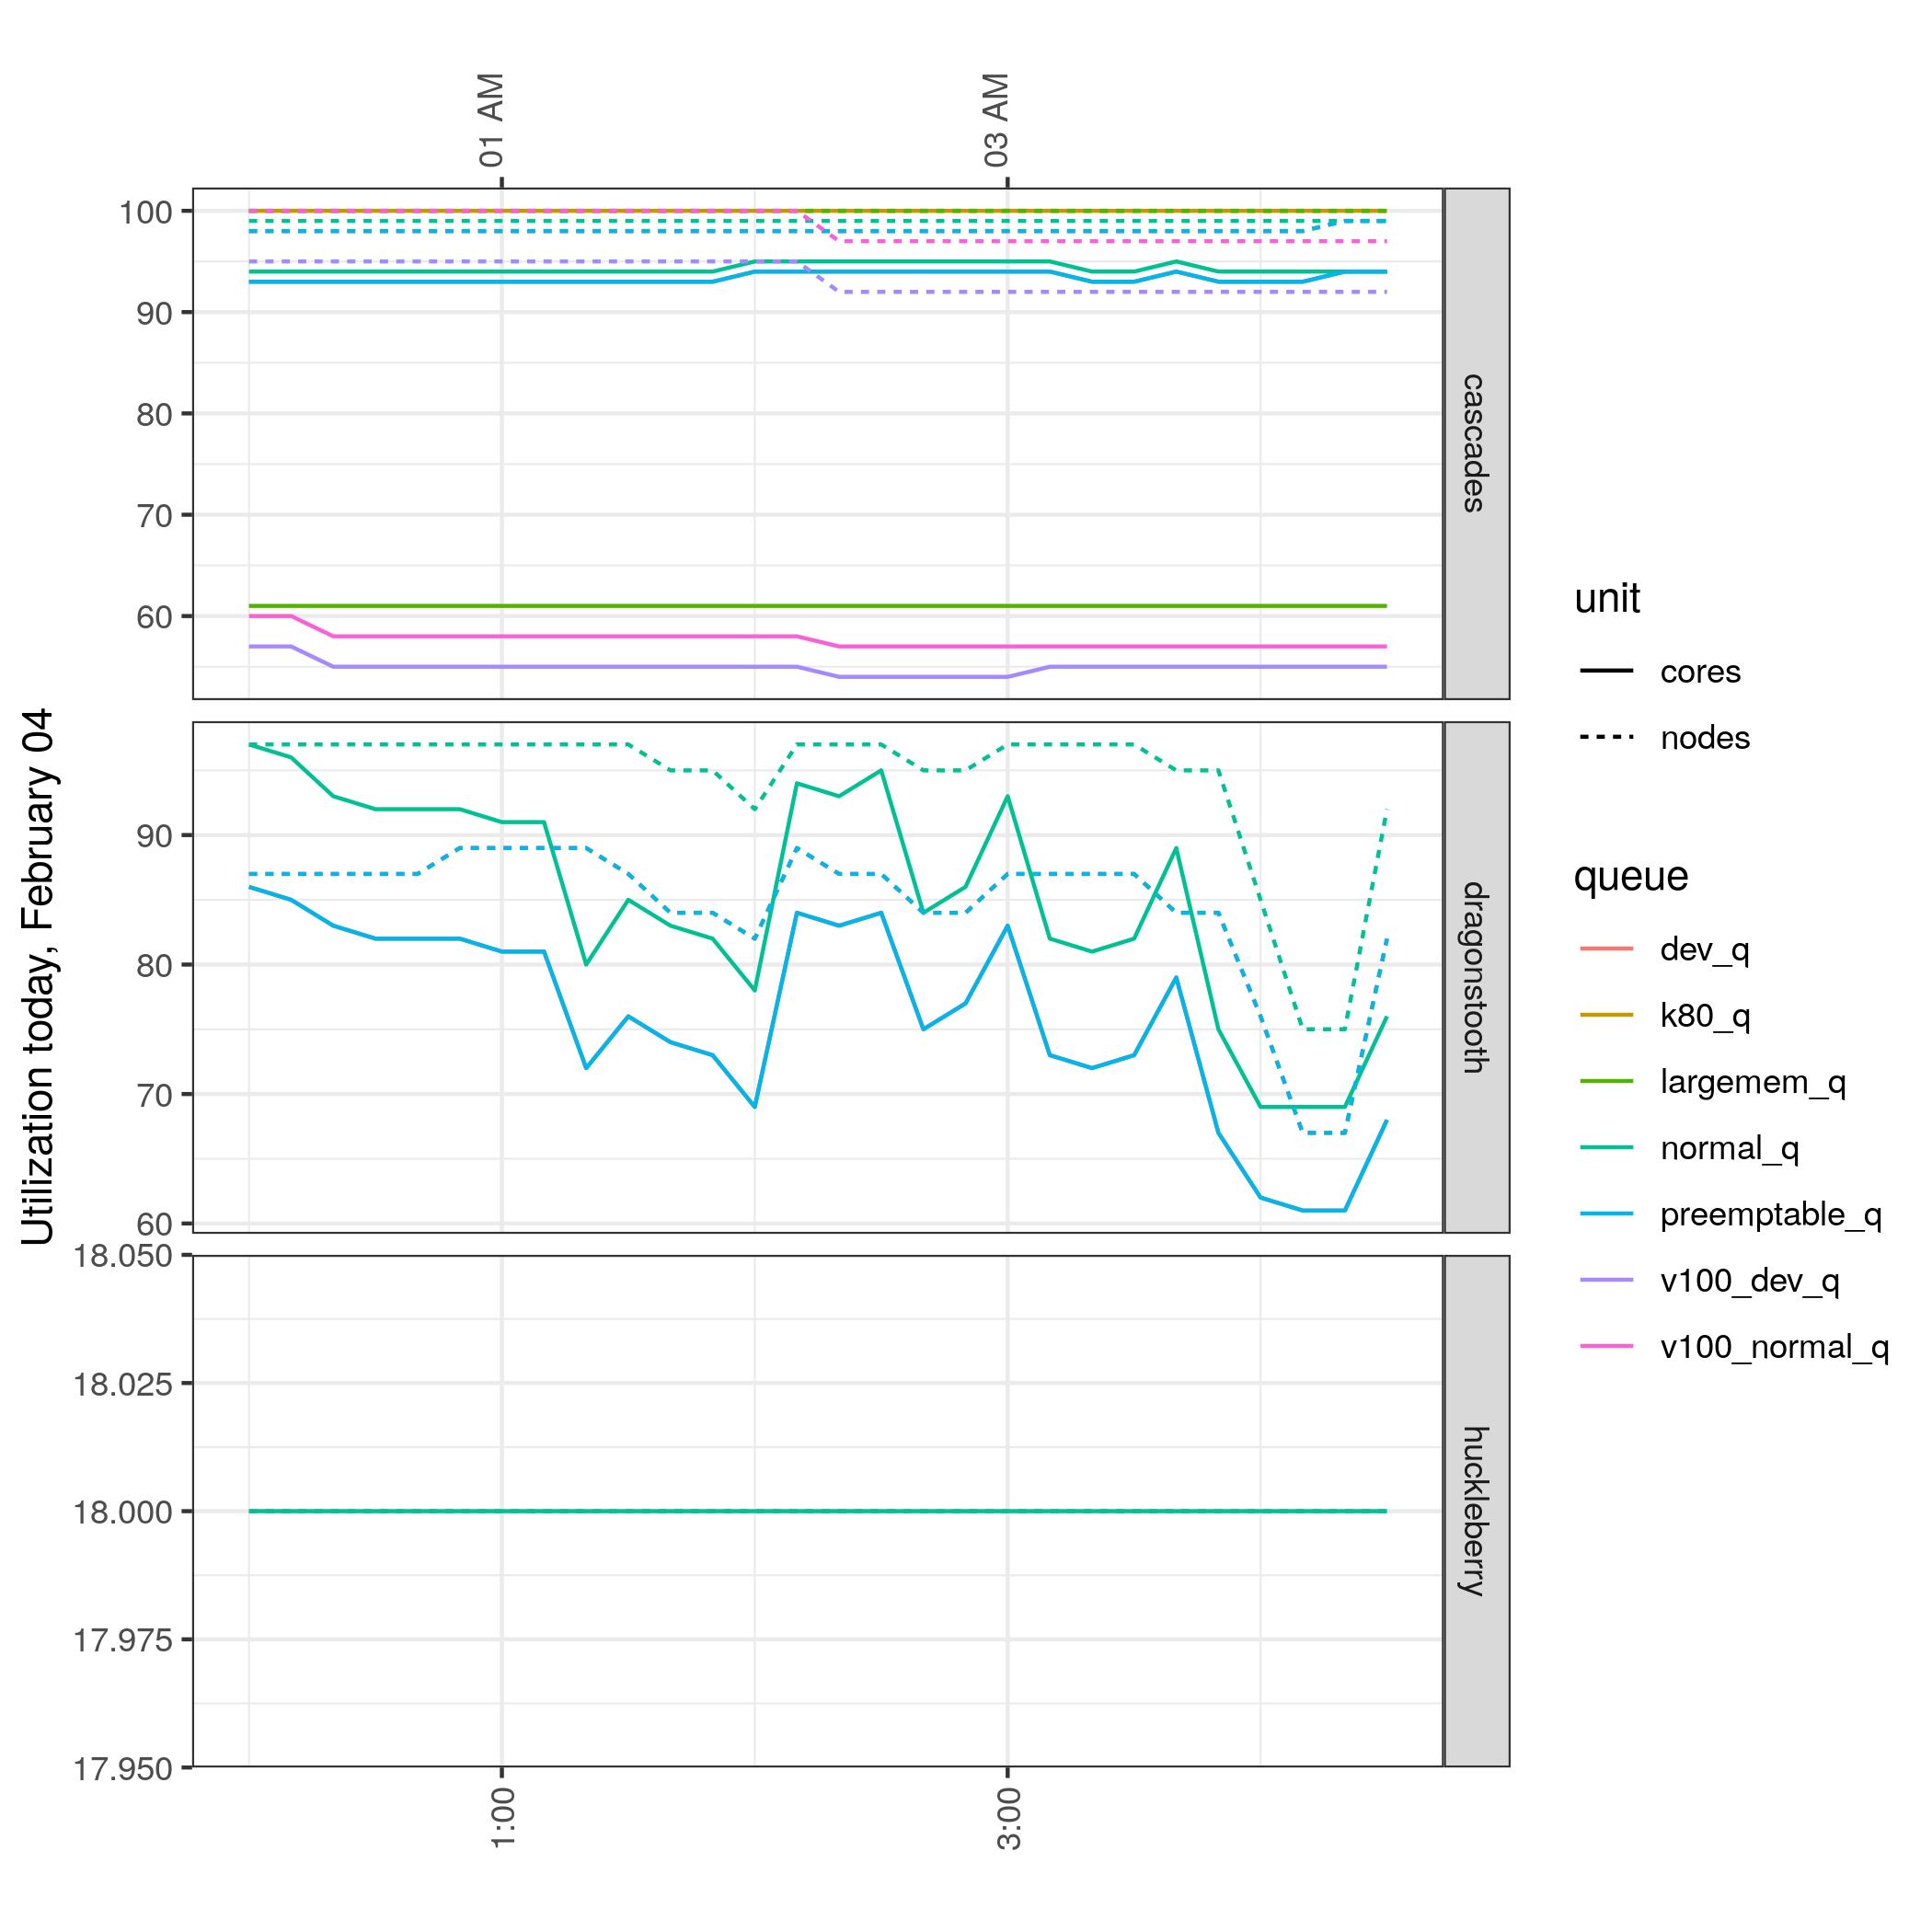 01 AM
03 AM
Utilization today, February 04
100
90
80
70
60
cascades
90
80
70
60
dragonstooth
18.050
18.025
18.000
17.975
17.950
huckleberry
1:00
3:00
unit
cores
nodes
queue
dev_q
k80_q
largemem_q
normal_q
preemptable_q
v100_dev_q
v100_normal_q